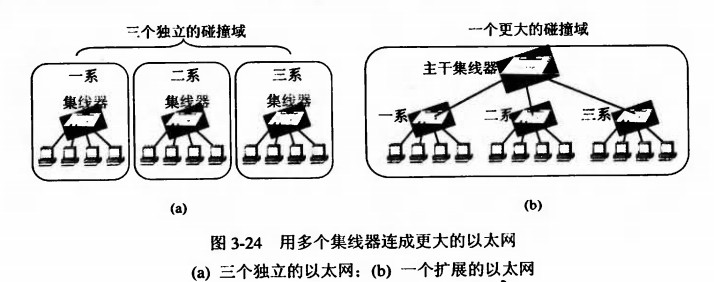 三个独立的碰撞域
一个更大的碰撞域
一系
二系
三系
集线器
集线器
集线器
主干集线器
一系
二系
三系
(a)
(b)
图 3-24 用多个集线器连成更大的以太网
(a) 三个独立的以太网；(b) 一个扩展的以太网